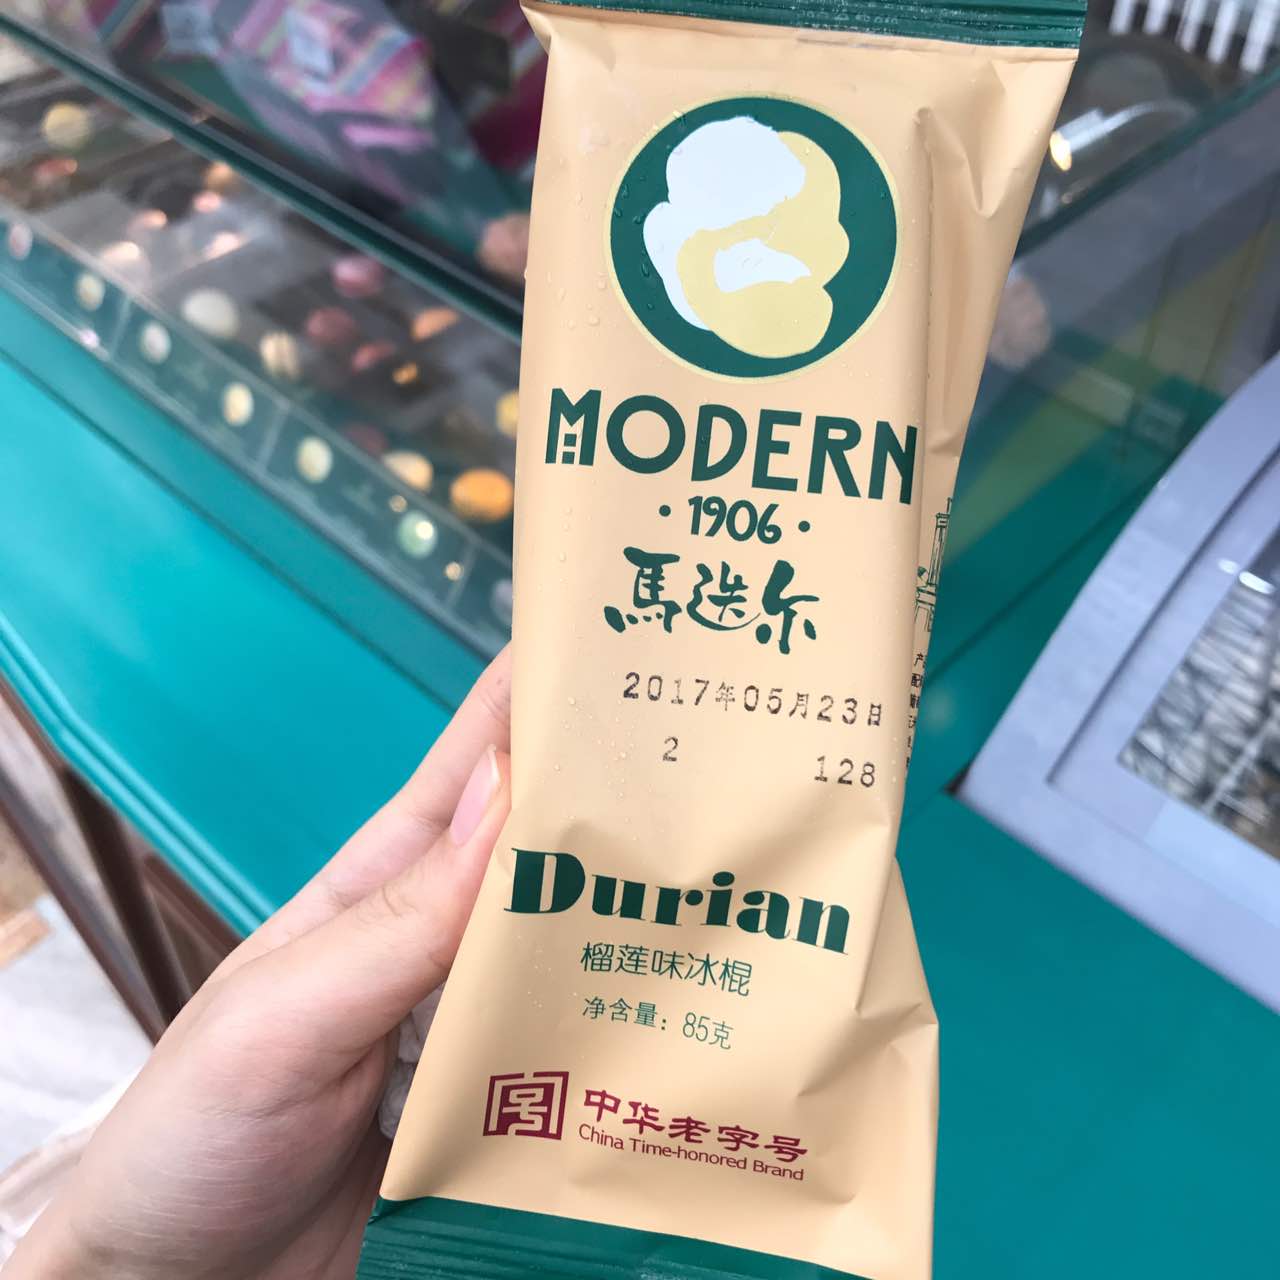 MODERN
·1906·
馬迭尔
2017年05月23日
2 128
Durian
榴莲味冰棍
净含量：85克
中华老字号
China Time-honored Brand